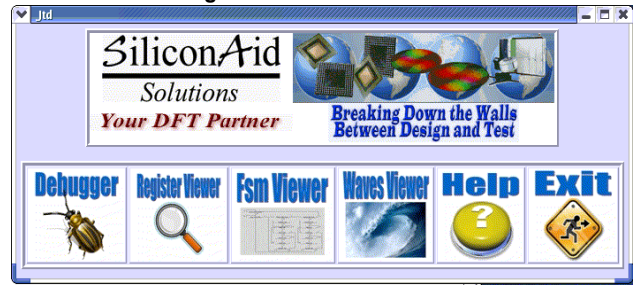 Jtd
SiliconAid
Solutions
Your DFT Partner
Breaking Down the Walls
Between Design and Test
Debugger
Register Viewer
Fsm Viewer
Waves Viewer
Help
Exit
?